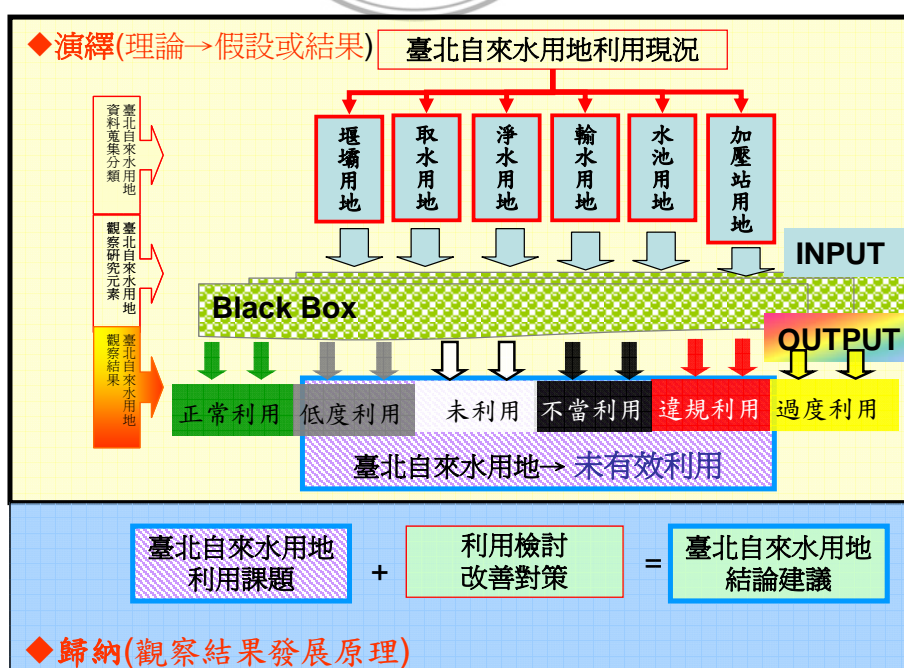 ◆演繹(理論→假設或結果)
臺北自來水用地利用現況
臺北自來水用地
資料蒐集分類
堰壩用地
取水用地
淨水用地
輸水用地
水池用地
加壓站用地
臺北自來水用地
觀察研究元素
INPUT
Black Box
OUTPUT
臺北自來水用地
觀察結果
正常利用
低度利用
未利用
不當利用
違規利用
過度利用
臺北自來水用地→ 未有效利用
臺北自來水用地
利用課題
+
利用檢討
改善對策
=
臺北自來水用地
結論建議
◆歸納(觀察結果發展原理)